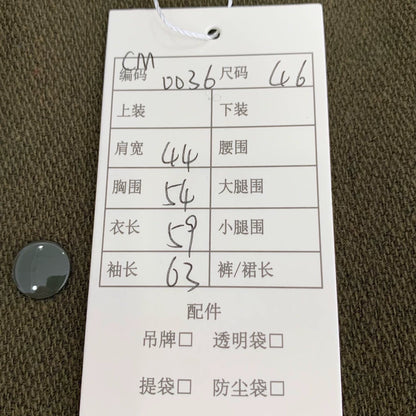 CM
编码 0036 尺码 46
上装 下装
肩宽 44 腰围
胸围 54 大腿围
衣长 59 小腿围
袖长 63 裤/裙长
配件
吊牌□ 透明袋□
提袋□ 防尘袋□